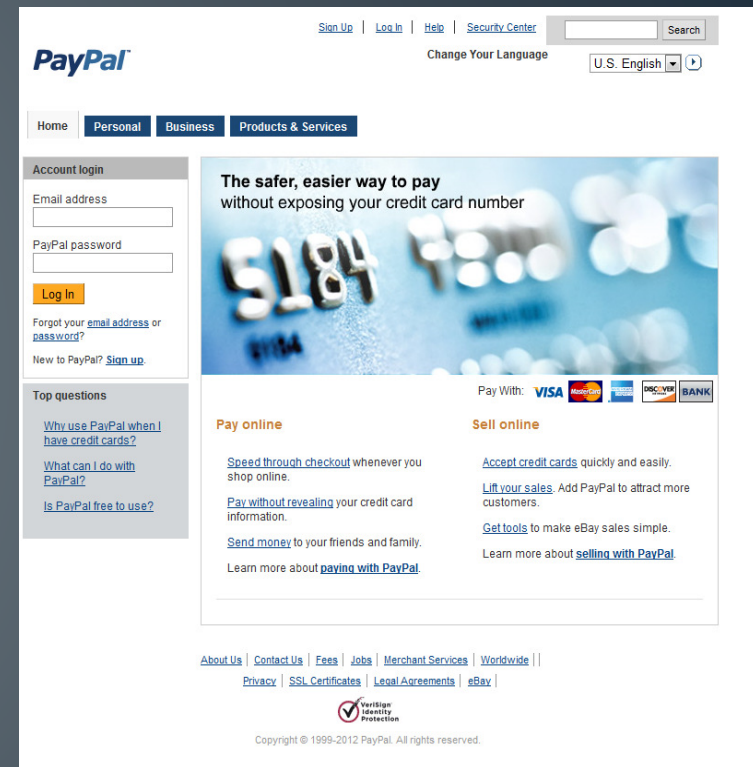 Sign Up | Log In | Help | Security Center
Search
PayPal
Change Your Language
U.S. English
Home
Personal
Business
Products & Services
Account login
Email address
PayPal password
Log In
Forgot your email address or
password?
New to PayPal? Sign up.
Top questions
Why use PayPal when I
have credit cards?
What can I do with
PayPal?
Is PayPal free to use?
The safer, easier way to pay
without exposing your credit card number
5184
5184
Pay With: VISA MasterCard DISCOVER BANK
Pay online
Speed through checkout whenever you
shop online.
Pay without revealing your credit card
information.
Send money to your friends and family.
Learn more about paying with PayPal.
Sell online
Accept credit cards quickly and easily.
Lift your sales. Add PayPal to attract more
customers.
Get tools to make eBay sales simple.
Learn more about selling with PayPal.
About Us | Contact Us | Fees | Jobs | Merchant Services | Worldwide | |
Privacy | SSL Certificates | Legal Agreements | eBay |
VeriSign
Identity
Protection
Copyright © 1999-2012 PayPal. All rights reserved.